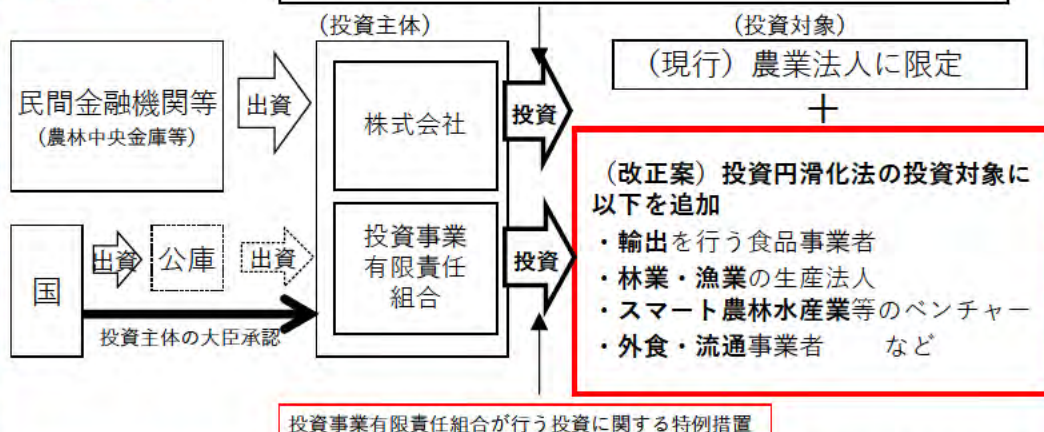 （投資主体）
（投資対象）
民間金融機関等
（農林中央金庫等）
出資
株式会社
投資
（現行）農業法人に限定
＋
（改正案）投資円滑化法の投資対象に
以下を追加
・輸出を行う食品事業者
・林業・漁業の生産法人
・スマート農林水産業等のベンチャー
・外食・流通事業者　　など
国
出資
公庫
出資
投資事業
有限責任
組合
投資
投資主体の大臣承認
投資事業有限責任組合が行う投資に関する特例措置